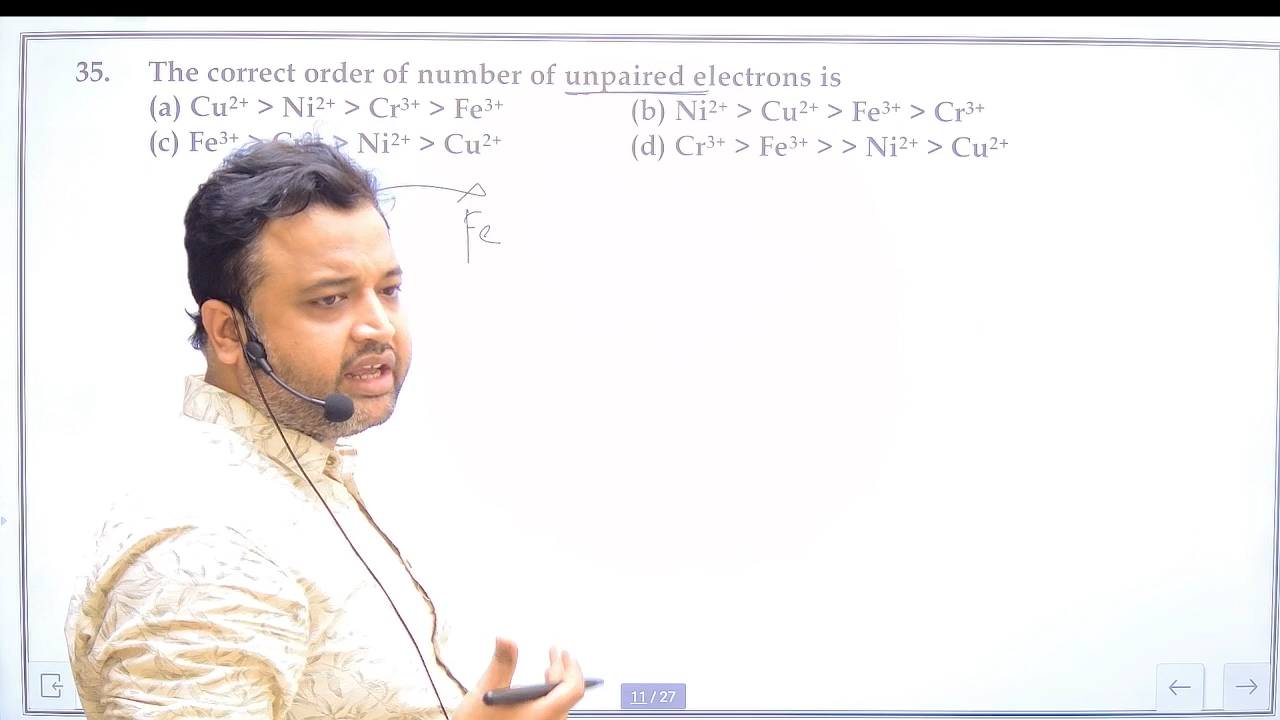 35. The correct order of number of unpaired electrons is
(a) Cu²⁺ > Ni²⁺ > Cr³⁺ > Fe³⁺ (b) Ni²⁺ > Cu²⁺ > Fe³⁺ > Cr³⁺
(c) Fe³⁺ > Cr³⁺ > Ni²⁺ > Cu²⁺ (d) Cr³⁺ > Fe³⁺ > > Ni²⁺ > Cu²⁺
Fe
11 / 27